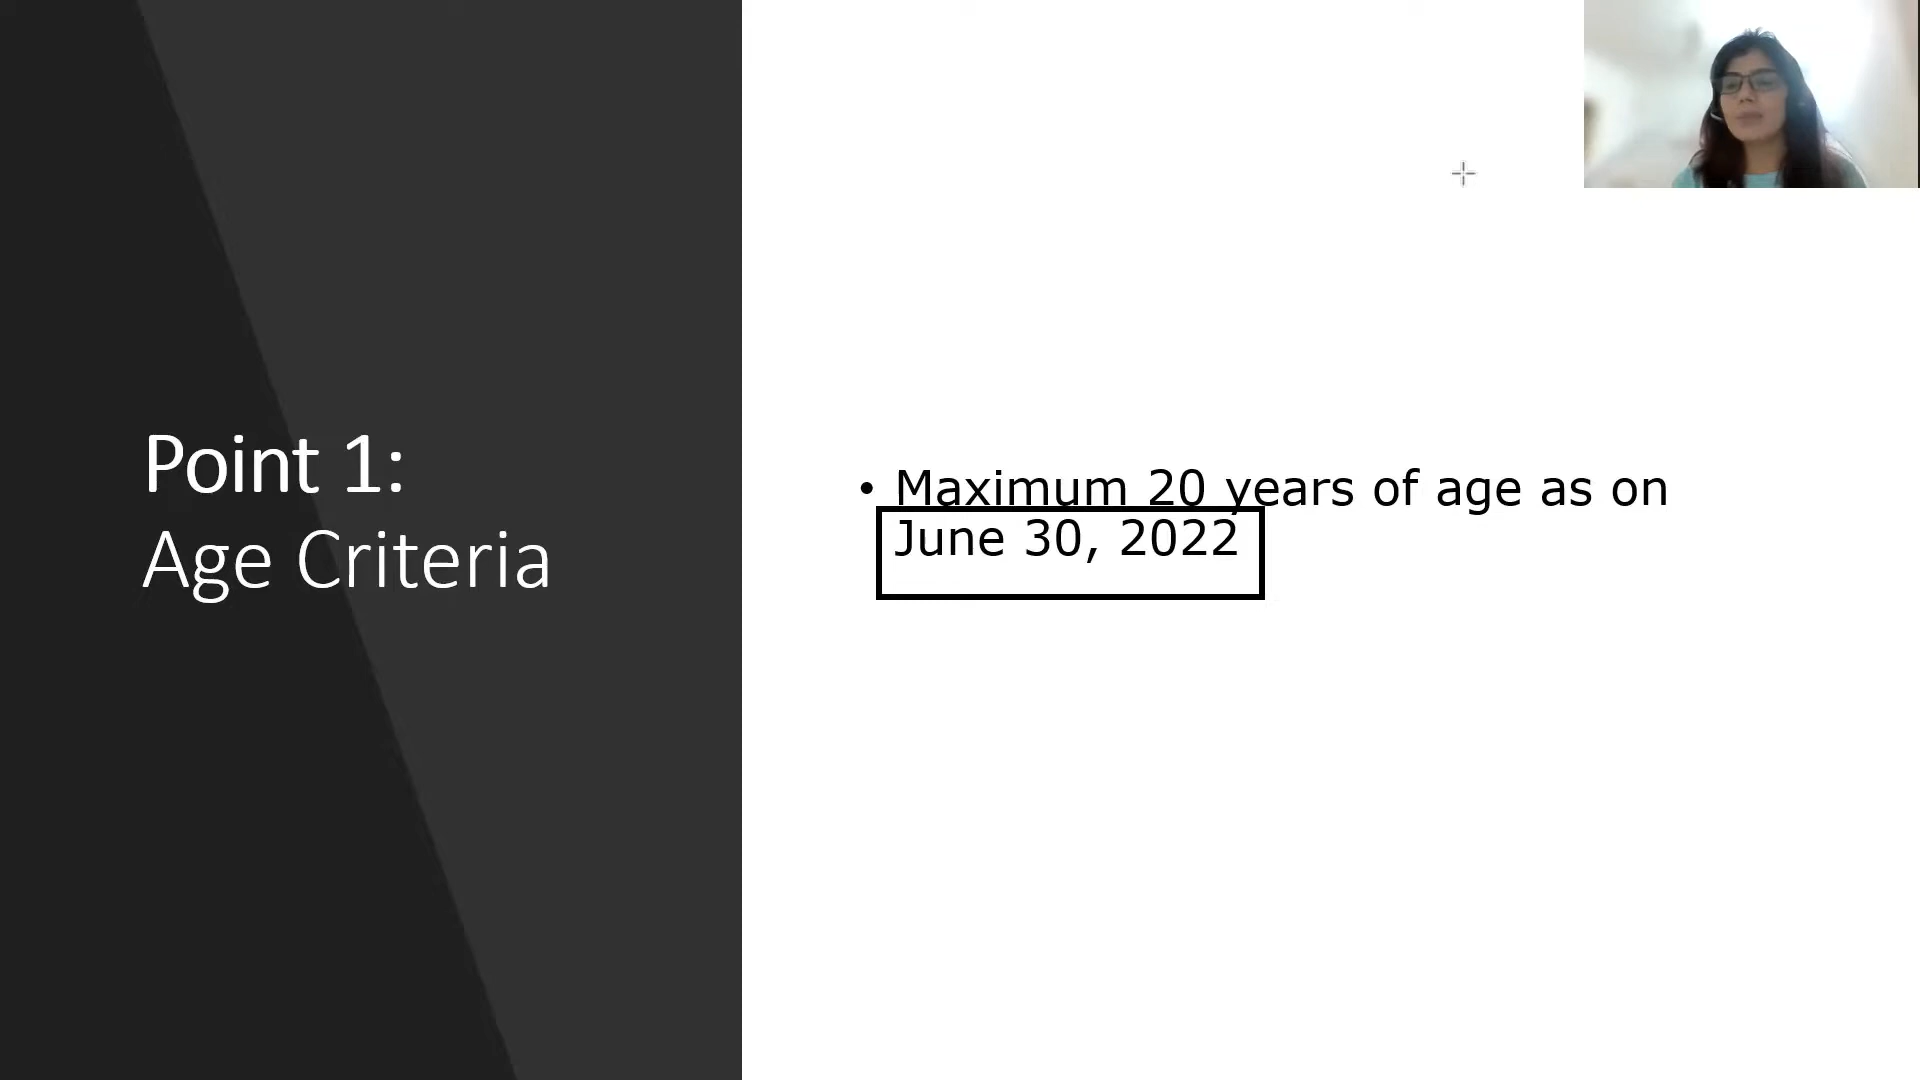 Point 1:
Age Criteria
• Maximum 20 years of age as on
June 30, 2022